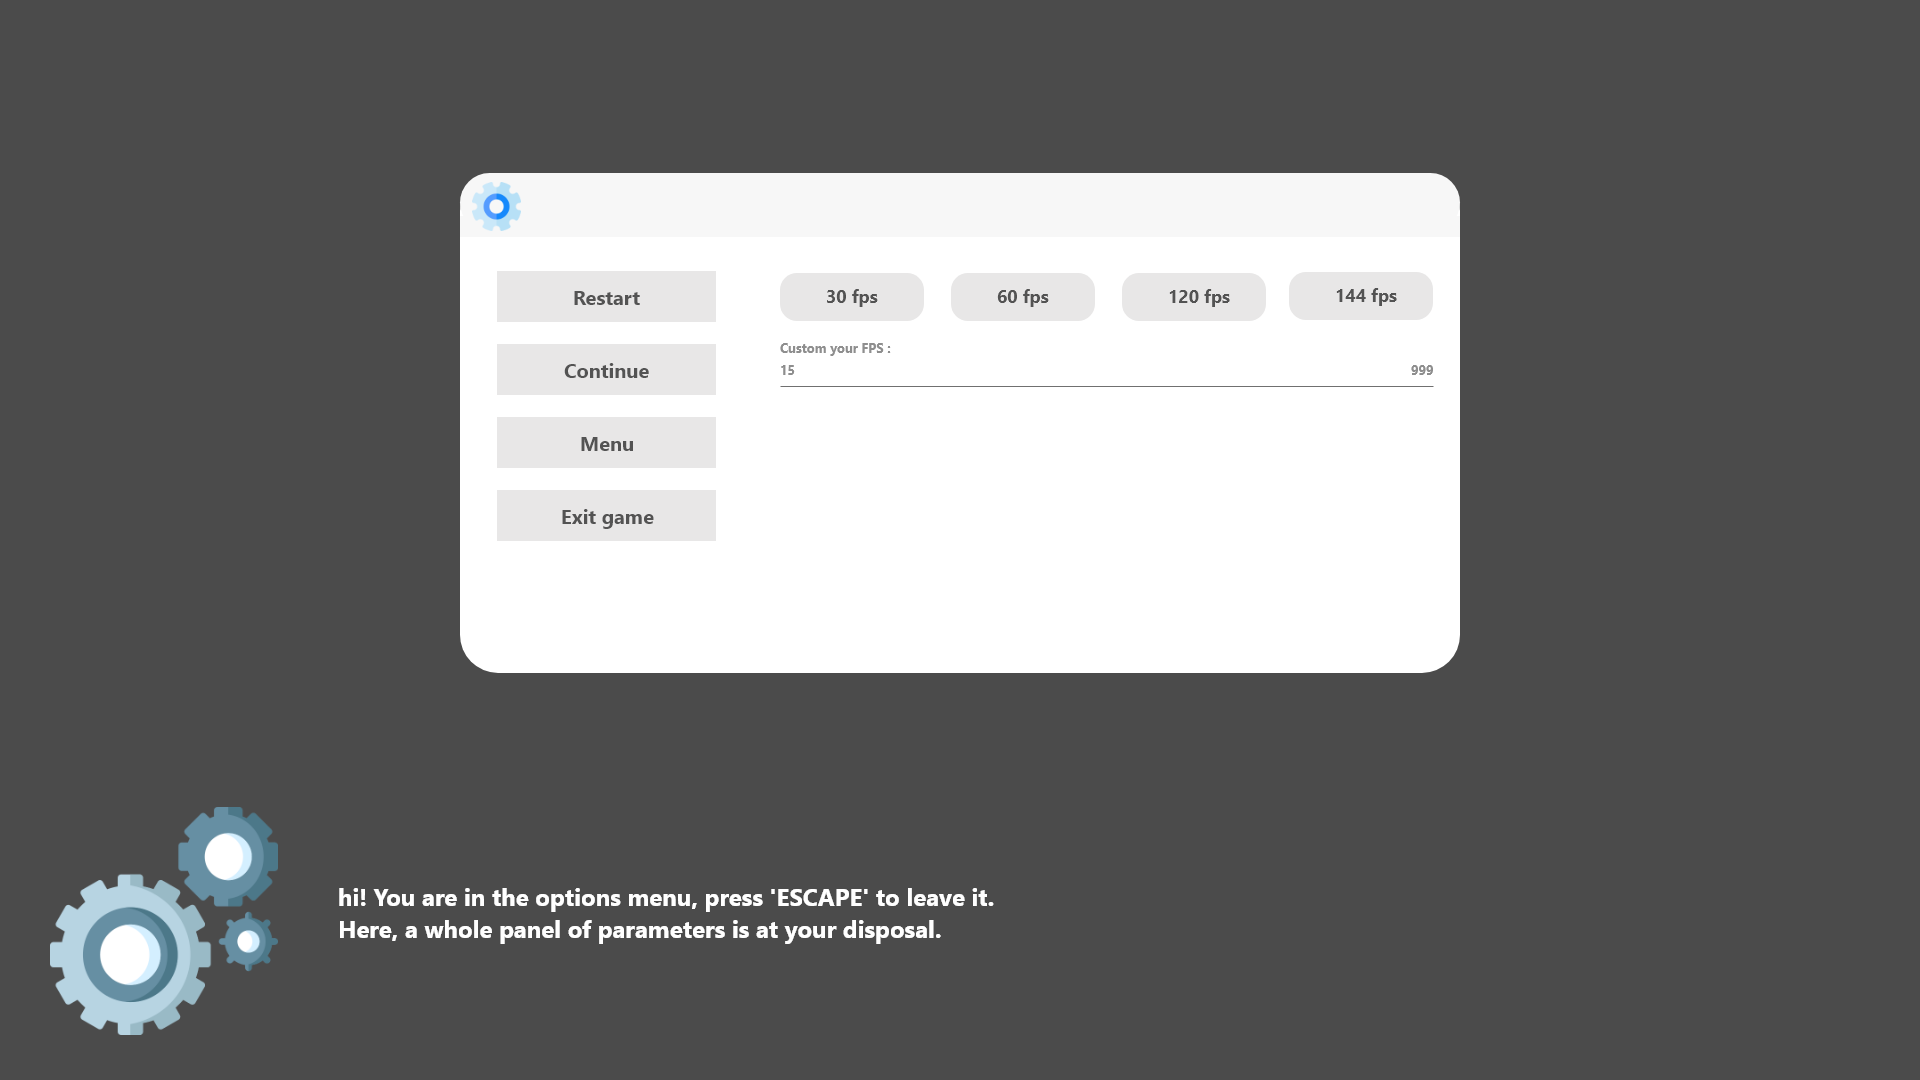 Restart
Continue
Menu
Exit game
30 fps
60 fps
120 fps
144 fps
Custom your FPS :
15
999
hi! You are in the options menu, press 'ESCAPE' to leave it.
Here, a whole panel of parameters is at your disposal.